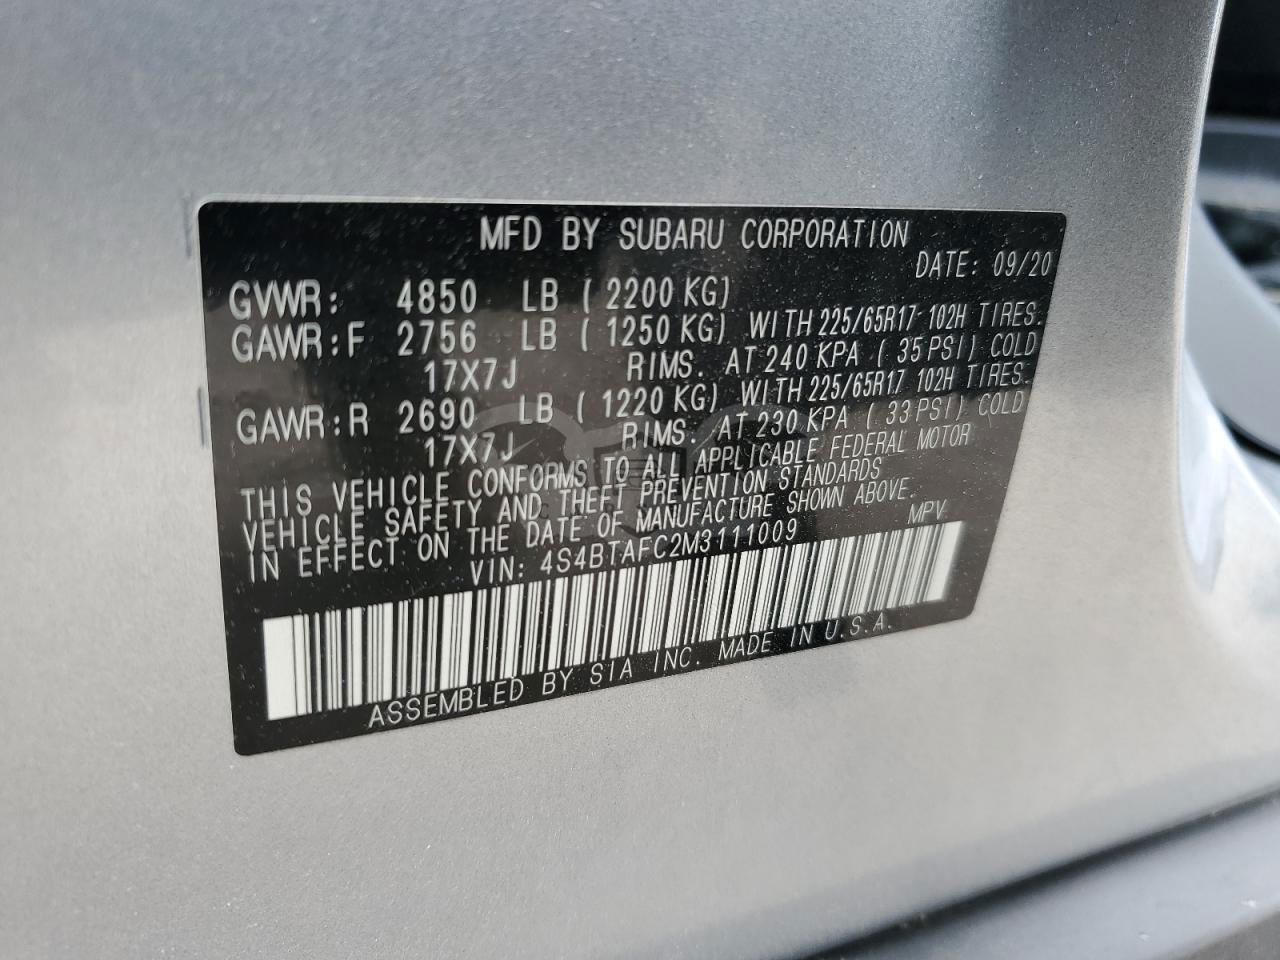 MFD BY SUBARU CORPORATION
DATE: 09/20
GVWR: 4850 LB ( 2200 KG)
GAWR:F 2756 LB ( 1250 KG) WITH 225/65R17 102H TIRES.
17X7J RIMS. AT 240 KPA ( 35 PSI) COLD
GAWR:R 2690 LB ( 1220 KG) WITH 225/65R17 102H TIRES.
17X7J RIMS. AT 230 KPA ( 33 PSI) COLD
THIS VEHICLE CONFORMS TO ALL APPLICABLE FEDERAL MOTOR
VEHICLE SAFETY AND THEFT PREVENTION STANDARDS
IN EFFECT ON THE DATE OF MANUFACTURE SHOWN ABOVE.
VIN: 4S4BTAFC2M3111009 MPV
ASSEMBLED BY SIA INC. MADE IN U.S.A.